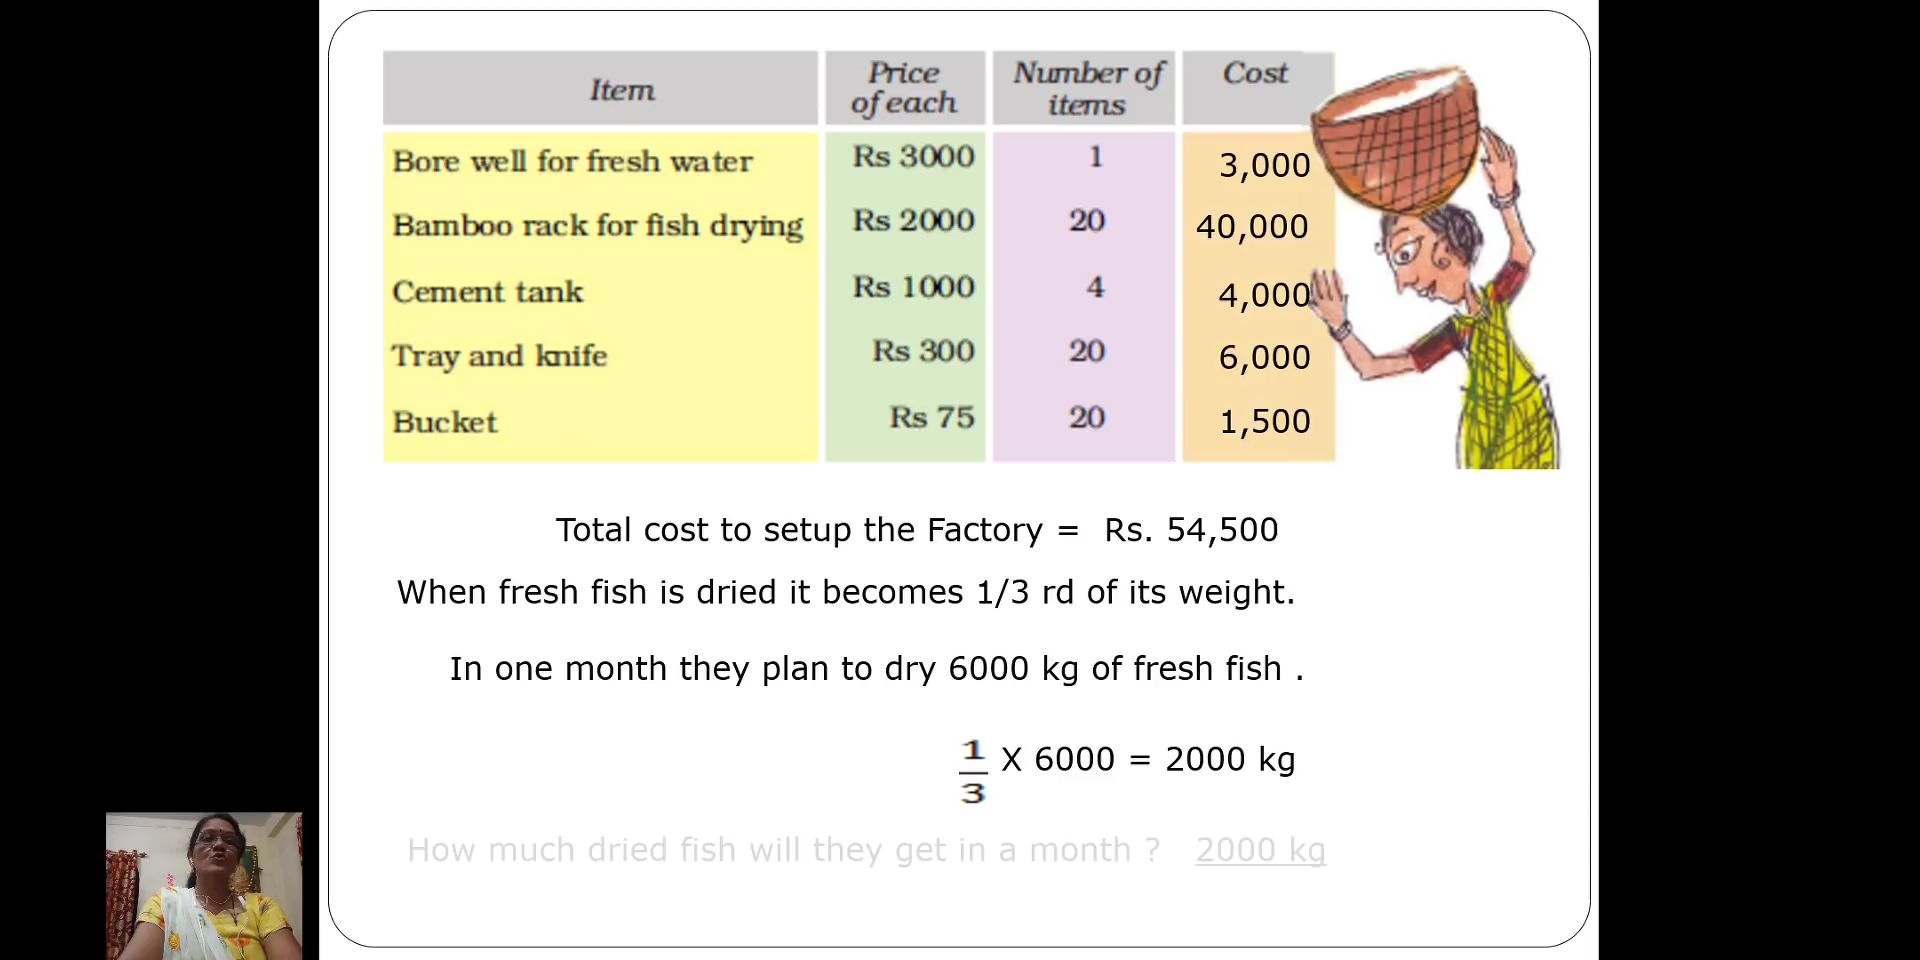 Item Price of each Number of items Cost
Bore well for fresh water Rs 3000 1 3,000
Bamboo rack for fish drying Rs 2000 20 40,000
Cement tank Rs 1000 4 4,000
Tray and knife Rs 300 20 6,000
Bucket Rs 75 20 1,500
Total cost to setup the Factory = Rs. 54,500
When fresh fish is dried it becomes 1/3 rd of its weight.
In one month they plan to dry 6000 kg of fresh fish .
1/3 X 6000 = 2000 kg
How much dried fish will they get in a month ? 2000 kg